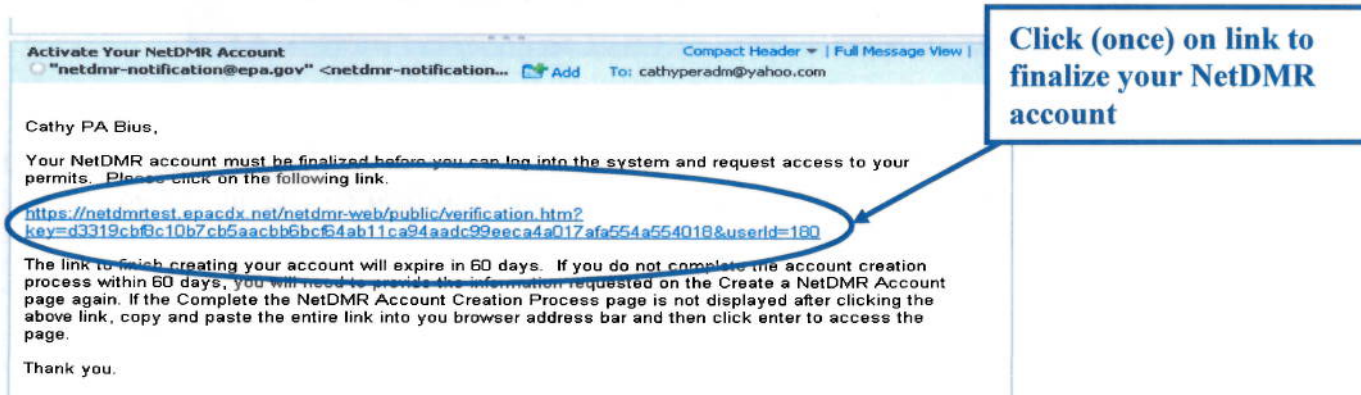 Activate Your NetDMR Account
Compact Header | Full Message View |
"netdmr-notification@epa.gov" <netdmr-notification... Add To: cathyperadm@yahoo.com
Click (once) on link to
finalize your NetDMR
account
Cathy PA Bius,
Your NetDMR account must be finalized before you can log into the system and request access to your
permits. Please click on the following link.
https://netdmrtest.epacdx.net/netdmr-web/public/verification.htm?
key=d3319cbf8c10b7cb5aacbb6bcf64ab11ca94aadc99eeca4a017afa554a554018&userId=180
The link to finish creating your account will expire in 60 days. If you do not complete the account creation
process within 60 days, you will need to provide the information requested on the Create a NetDMR Account
page again. If the Complete the NetDMR Account Creation Process page is not displayed after clicking the
above link, copy and paste the entire link into you browser address bar and then click enter to access the
page.
Thank you.